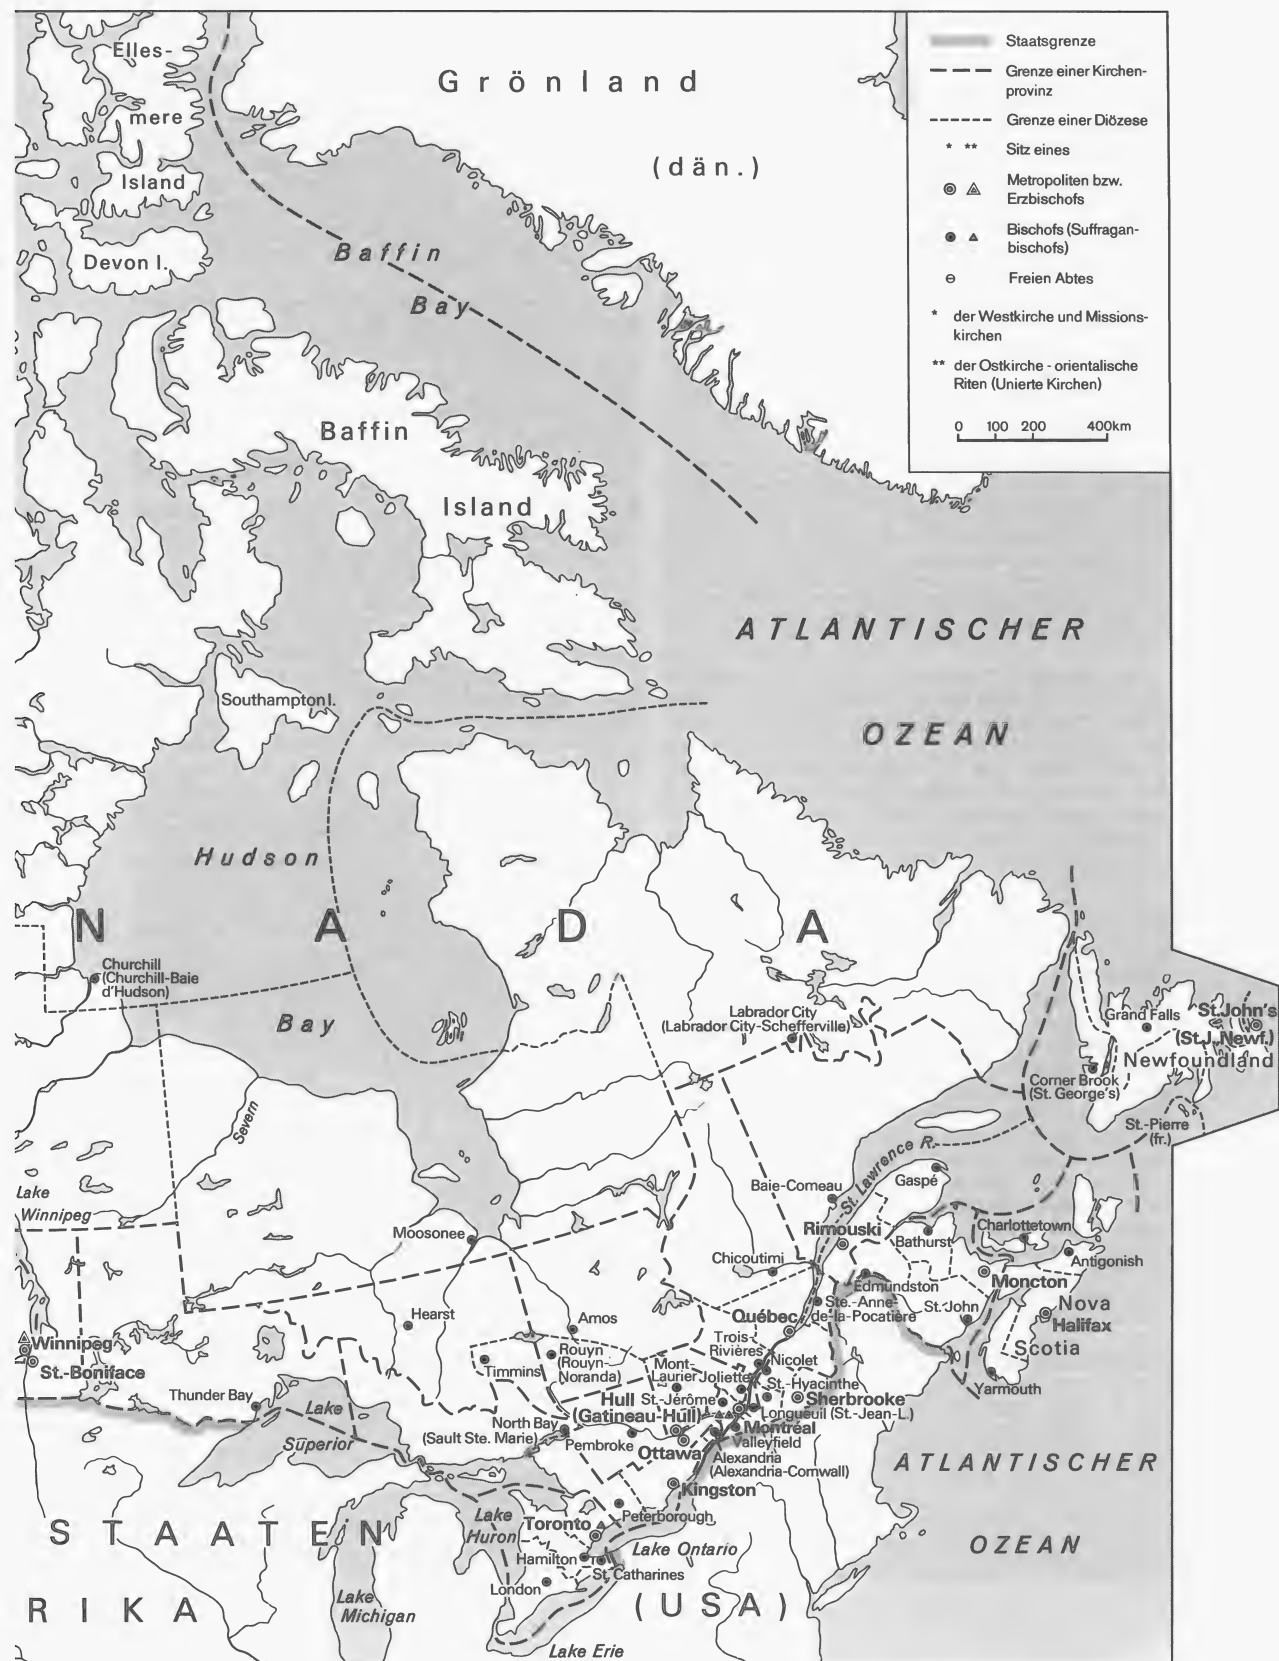 Elles-
mere
Island
Grönland
(dän.)
Devon I.
Baffin
Bay
Baffin
Island
Staatsgrenze
Grenze einer Kirchen-
provinz
Grenze einer Diözese
* ** Sitz eines
Metropoliten bzw.
Erzbischofs
Bischofs (Suffragan-
bischofs)
Freien Abtes
* der Westkirche und Missions-
kirchen
** der Ostkirche - orientalische
Riten (Unierte Kirchen)
0 100 200 400km
ATLANTISCHER
OZEAN
Southampton I.
Hudson
Bay
N A D A
Churchill
(Churchill-Baie
d'Hudson)
Labrador City
(Labrador City-Schefferville)
Grand Falls
St.John's
(St.J., Newf.)
Newfoundland
Corner Brook
(St. George's)
St.-Pierre
(fr.)
Severn
St. Lawrence R.
Lake
Winnipeg
Baie-Comeau
Gaspé
Moosonee
Rimouski
Bathurst
Charlottetown
Antigonish
Chicoutimi
Edmundston
Moncton
Hearst
Amos
Québec
Ste.-Anne-
de-la-Pocatière
St. John
Nova
Halifax
Scotia
Winnipeg
St.-Boniface
Timmins
Rouyn
(Rouyn-
Noranda)
Trois-
Rivières
Nicolet
Mont-
Laurier
Joliette
St.-Hyacinthe
Yarmouth
Thunder Bay
Hull
(Gatineau-Hull)
St.-Jérôme
Sherbrooke
Longueuil (St.-Jean-L.)
Montréal
Lake
Superior
North Bay
(Sault Ste. Marie)
Pembroke
Ottawa
Valleyfield
Alexandria
(Alexandria-Cornwall)
Kingston
ATLANTISCHER
OZEAN
STAATEN
Lake
Huron
Toronto
Peterborough
Hamilton
St. Catharines
Lake Ontario
London
RIKA
Lake
Michigan
(USA)
Lake Erie